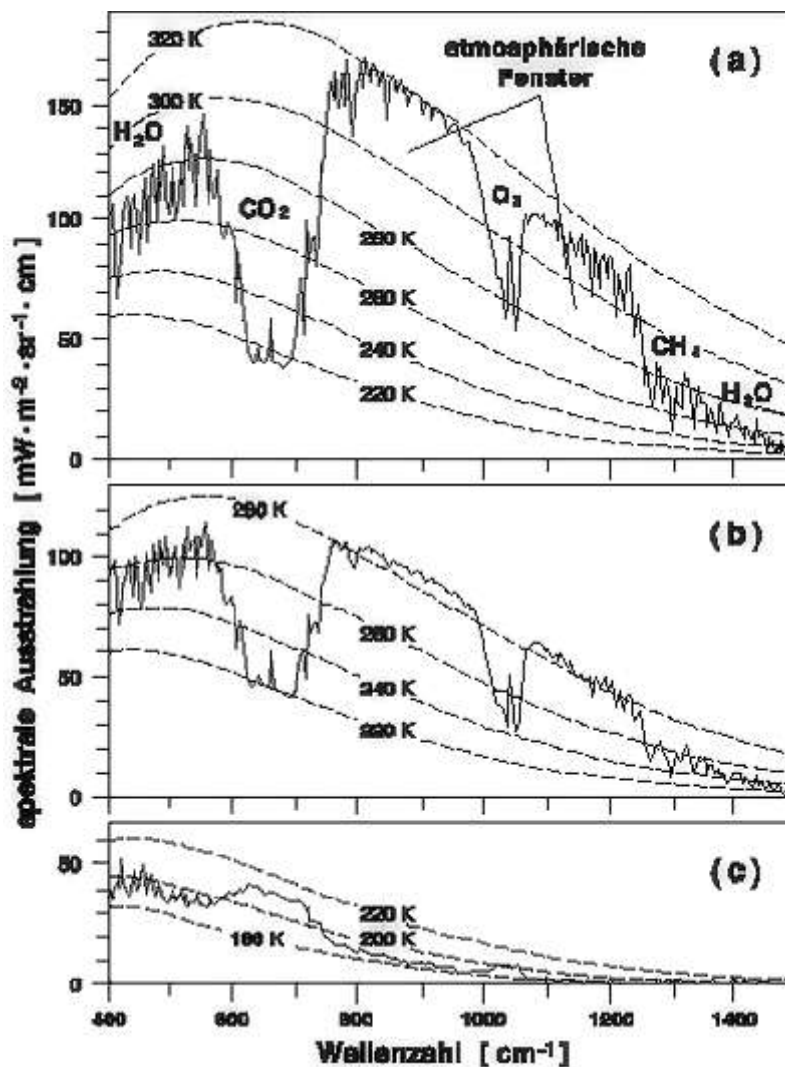 (a)
atmosphärische
Fenster
320 K
300 K
H₂O
CO₂
O₃
280 K
260 K
240 K
220 K
CH₄
H₂O
150
100
50
0
spektrale Ausstrahlung [ mW · m⁻² · sr⁻¹ · cm ]
(b)
280 K
260 K
240 K
220 K
100
50
0
(c)
220 K
200 K
180 K
50
0
400 600 800 1000 1200 1400
Wellenzahl [ cm⁻¹ ]